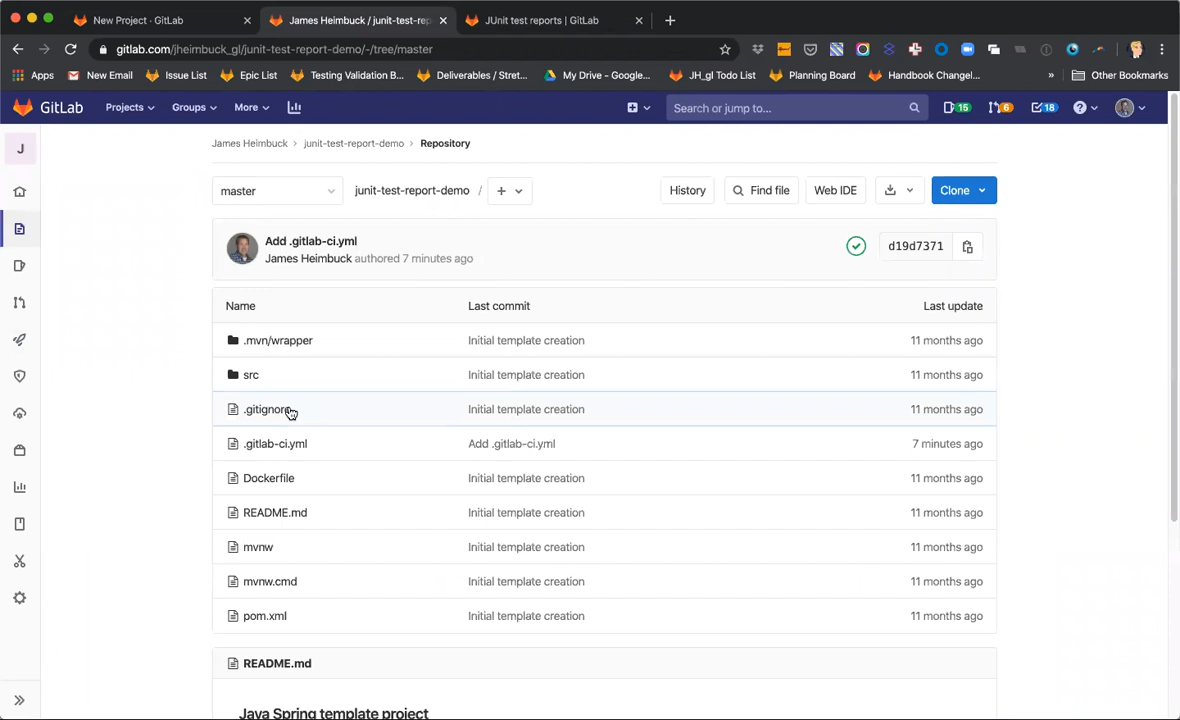 New Project · GitLab
James Heimbuck / junit-test-rep
JUnit test reports | GitLab
gitlab.com/jheimbuck_gl/junit-test-report-demo/-/tree/master
Apps
New Email
Issue List
Epic List
Testing Validation B...
Deliverables / Stret...
My Drive - Google...
JH_gl Todo List
Planning Board
Handbook Changel...
»
Other Bookmarks
GitLab
Projects
Groups
More
Search or jump to...
15
6
18
J
James Heimbuck › junit-test-report-demo › Repository
master
junit-test-report-demo /
History
Find file
Web IDE
Clone
Add .gitlab-ci.yml
James Heimbuck authored 7 minutes ago
d19d7371
Name Last commit Last update
.mvn/wrapper Initial template creation 11 months ago
src Initial template creation 11 months ago
.gitignore Initial template creation 11 months ago
.gitlab-ci.yml Add .gitlab-ci.yml 7 minutes ago
Dockerfile Initial template creation 11 months ago
README.md Initial template creation 11 months ago
mvnw Initial template creation 11 months ago
mvnw.cmd Initial template creation 11 months ago
pom.xml Initial template creation 11 months ago
README.md
Java Spring template project